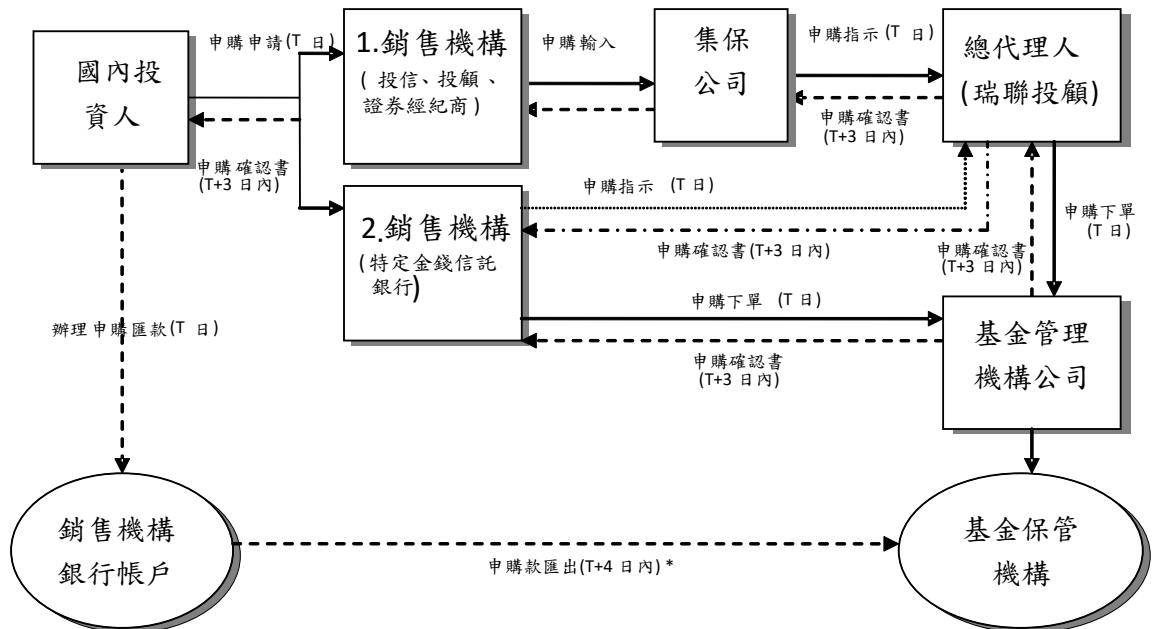 國內投
資人
申購申請(T 日)
申購確認書
(T+3 日內)
1.銷售機構
( 投信、投顧、
證券經紀商)
申購輸入
集保
公司
申購指示(T 日)
申購確認書
(T+3 日內)
總代理人
(瑞聯投顧)
2.銷售機構
(特定金錢信託
銀行)
申購指示 (T 日)
申購確認書(T+3 日內)
申購確認書
(T+3 日內)
申購下單
(T 日)
申購下單 (T 日)
申購確認書
(T+3 日內)
基金管理
機構公司
辦理申購匯款(T 日)
銷售機構
銀行帳戶
申購款匯出(T+4 日內) *
基金保管
機構